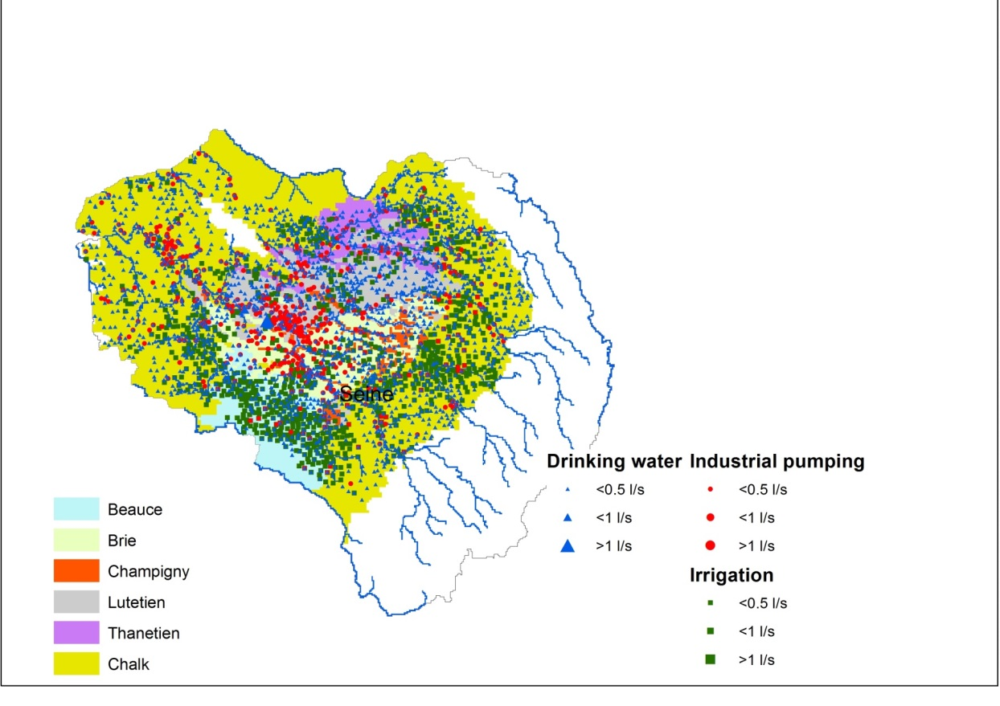 Seine
Drinking water Industrial pumping
<0.5 l/s <0.5 l/s
<1 l/s <1 l/s
>1 l/s >1 l/s
Irrigation
<0.5 l/s
<1 l/s
>1 l/s
Beauce
Brie
Champigny
Lutetien
Thanetien
Chalk